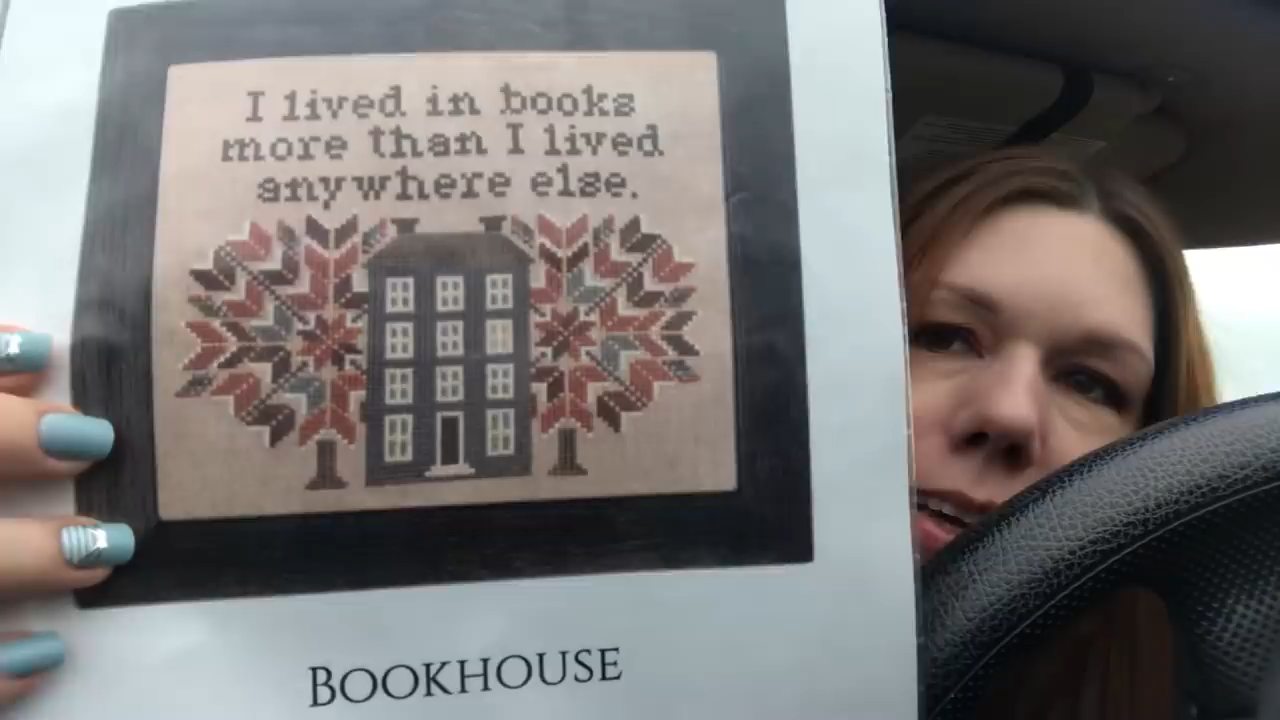 I lived in books
more than I lived
anywhere else.
BOOKHOUSE